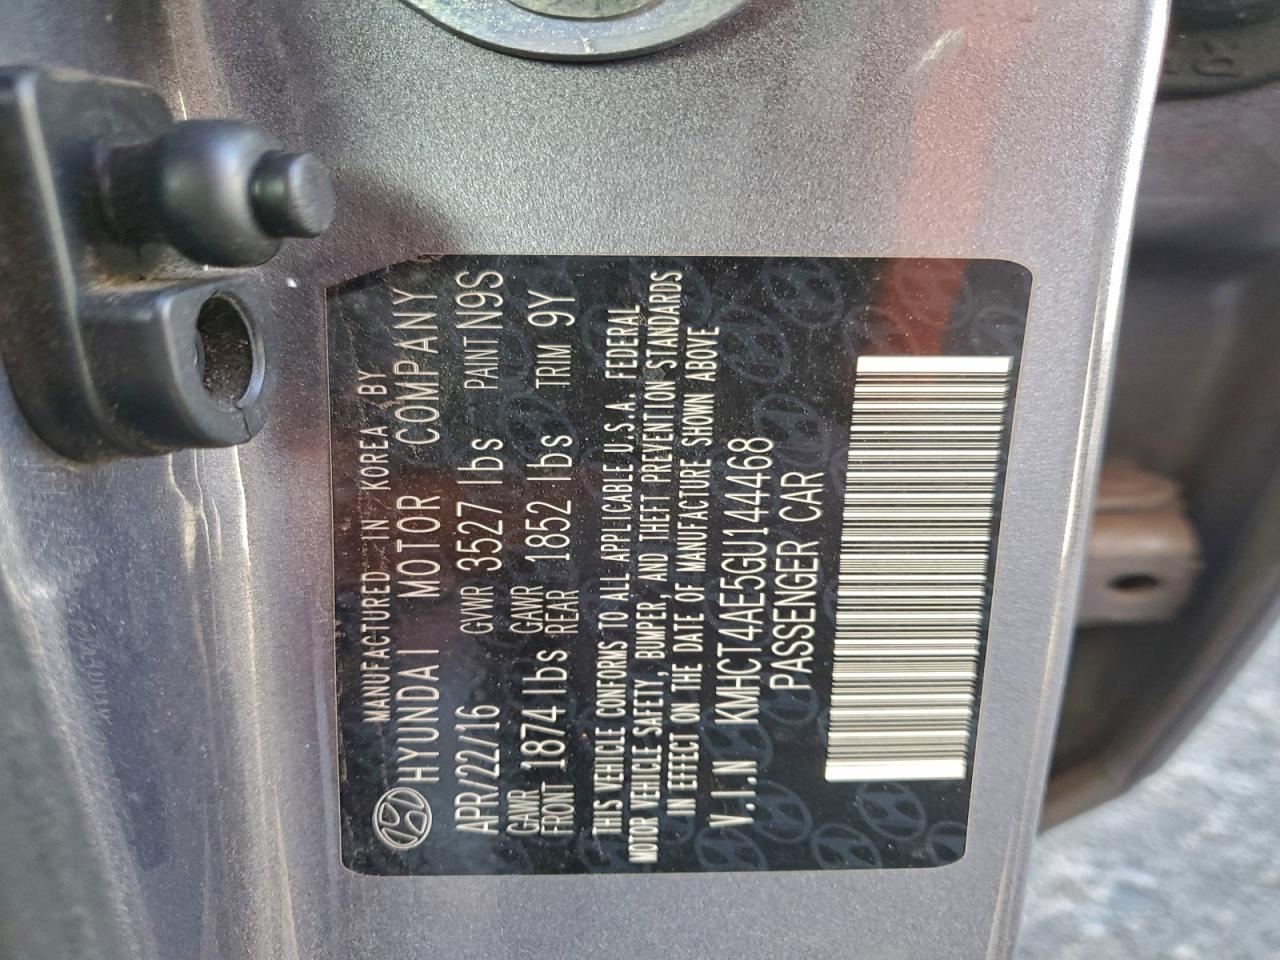 MANUFACTURED IN KOREA BY
HYUNDAI MOTOR COMPANY
APR/22/16 GVWR 3527 lbs PAINT N9S
GAWR FRONT 1874 lbs GAWR REAR 1852 lbs TRIM 9Y
THIS VEHICLE CONFORMS TO ALL APPLICABLE U.S.A. FEDERAL
MOTOR VEHICLE SAFETY, BUMPER, AND THEFT PREVENTION STANDARDS
IN EFFECT ON THE DATE OF MANUFACTURE SHOWN ABOVE
V.I.N KMHCT4AE5GU144468
PASSENGER CAR